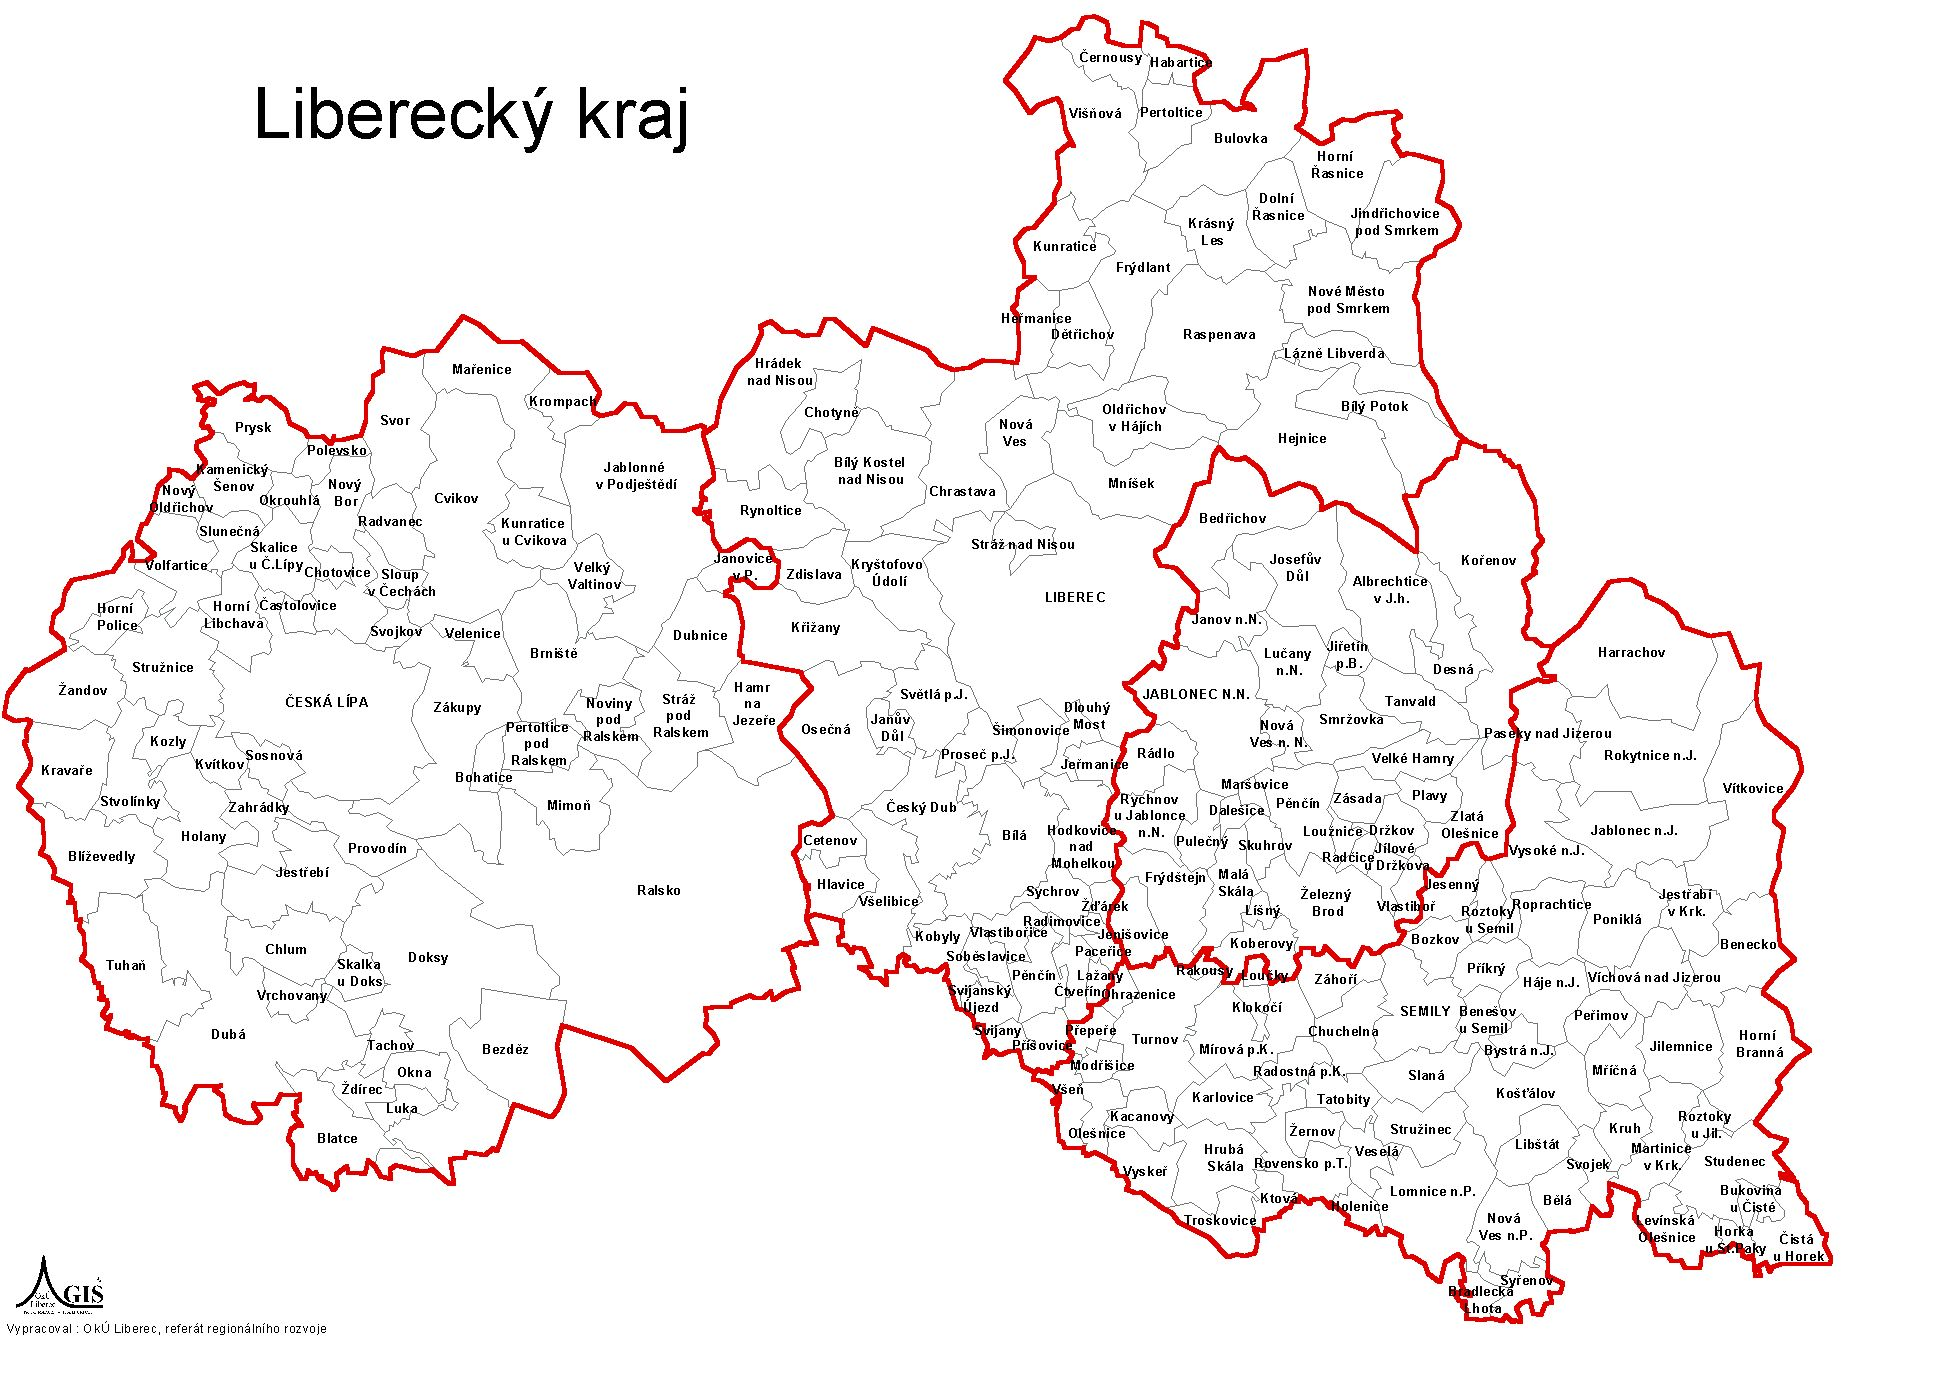 Liberecký kraj
Černousy
Habartice
Višňová
Pertoltice
Bulovka
Horní
Řasnice
Dolní
Řasnice
Jindřichovice
pod Smrkem
Krásný
Les
Kunratice
Frýdlant
Nové Město
pod Smrkem
Heřmanice
Dětřichov
Raspenava
Lázně Libverda
Hrádek
nad Nisou
Mařenice
Krompach
Chotyně
Bílý Potok
Oldřichov
v Hájích
Nová
Ves
Hejnice
Svor
Prysk
Polevsko
Kamenický
Šenov
Jablonné
v Podještědí
Bílý Kostel
nad Nisou
Chrastava
Mníšek
Nový
Oldřichov
Okrouhlá
Nový
Bor
Cvikov
Radvanec
Kunratice
u Cvikova
Rynoltice
Bedřichov
Slunečná
Skalice
u Č.Lípy
Stráž nad Nisou
Volfartice
Chotovice
Sloup
v Čechách
Velký
Valtinov
Janovice
v P.
Zdislava
Kryštofovo
Údolí
Josefův
Důl
Kořenov
Albrechtice
v J.h.
LIBEREC
Horní
Police
Horní
Libchava
Častolovice
Svojkov
Velenice
Dubnice
Křižany
Janov n.N.
Stružnice
Brniště
Lučany
n.N.
Jiřetín
p.B.
Desná
Harrachov
Žandov
ČESKÁ LÍPA
Zákupy
Noviny
pod
Ralskem
Stráž
pod
Ralskem
Hamr
na
Jezeře
Světlá p.J.
JABLONEC N.N.
Tanvald
Smržovka
Osečná
Janův
Důl
Šimonovice
Dlouhý
Most
Nová
Ves n. N.
Paseky nad Jizerou
Kozly
Kvítkov
Sosnová
Pertoltice
pod
Ralskem
Proseč p.J.
Jeřmanice
Rádlo
Velké Hamry
Rokytnice n.J.
Kravaře
Bohatice
Stvolínky
Zahrádky
Mimoň
Český Dub
Rychnov
u Jablonce
n.N.
Maršovice
Dalešice
Pěnčín
Zásada
Plavy
Zlatá
Olešnice
Vítkovice
Holany
Bílá
Hodkovice
nad
Mohelkou
Pulečný
Skuhrov
Loužnice
Držkov
Jílové
u Držkova
Radčice
Vysoké n.J.
Jablonec n.J.
Blíževedly
Provodín
Jestřebí
Cetenov
Hlavice
Všelibice
Ralsko
Sychrov
Žďárek
Frýdštejn
Malá
Skála
Líšný
Železný
Brod
Vlastiboř
Jesenný
Roztoky
u Semil
Roprachtice
Poniklá
Jestřabí
v Krk.
Radimovice
Vlastibořice
Jenišovice
Paceřice
Kobyly
Soběslavice
Koberovy
Bozkov
Benecko
Tuhaň
Chlum
Skalka
u Doks
Doksy
Vrchovany
Pěnčín
Lažany
Čtveřín
Svijanský
Újezd
Ohrazenice
Rakousy
Loučky
Záhoří
Příkrý
Háje n.J.
Víchová nad Jizerou
Klokočí
SEMILY
Benešov
u Semil
Peřimov
Dubá
Tachov
Bezděz
Svijany
Příšovice
Přepeře
Turnov
Chuchelna
Mírová p.K.
Bystrá n.J.
Jilemnice
Horní
Branná
Okna
Ždírec
Luka
Blatce
Modřišice
Všeň
Radostná p.K.
Slaná
Mříčná
Karlovice
Tatobity
Košťálov
Kacanovy
Olešnice
Žernov
Stružinec
Libštát
Kruh
Roztoky
u Jil.
Martinice
v Krk.
Vyskeř
Hrubá
Skála
Rovensko p.T.
Veselá
Svojek
Studenec
Ktová
Lomnice n.P.
Bělá
Bukovina
u Čisté
Troskovice
Holenice
Nová
Ves n.P.
Levínská
Olešnice
Horka
u St.Paky
Čistá
u Horek
Syřenov
Bradlecká
Lhota
GIS
OkÚ
Liberec
Vypracoval : OkÚ Liberec, referát regionálního rozvoje